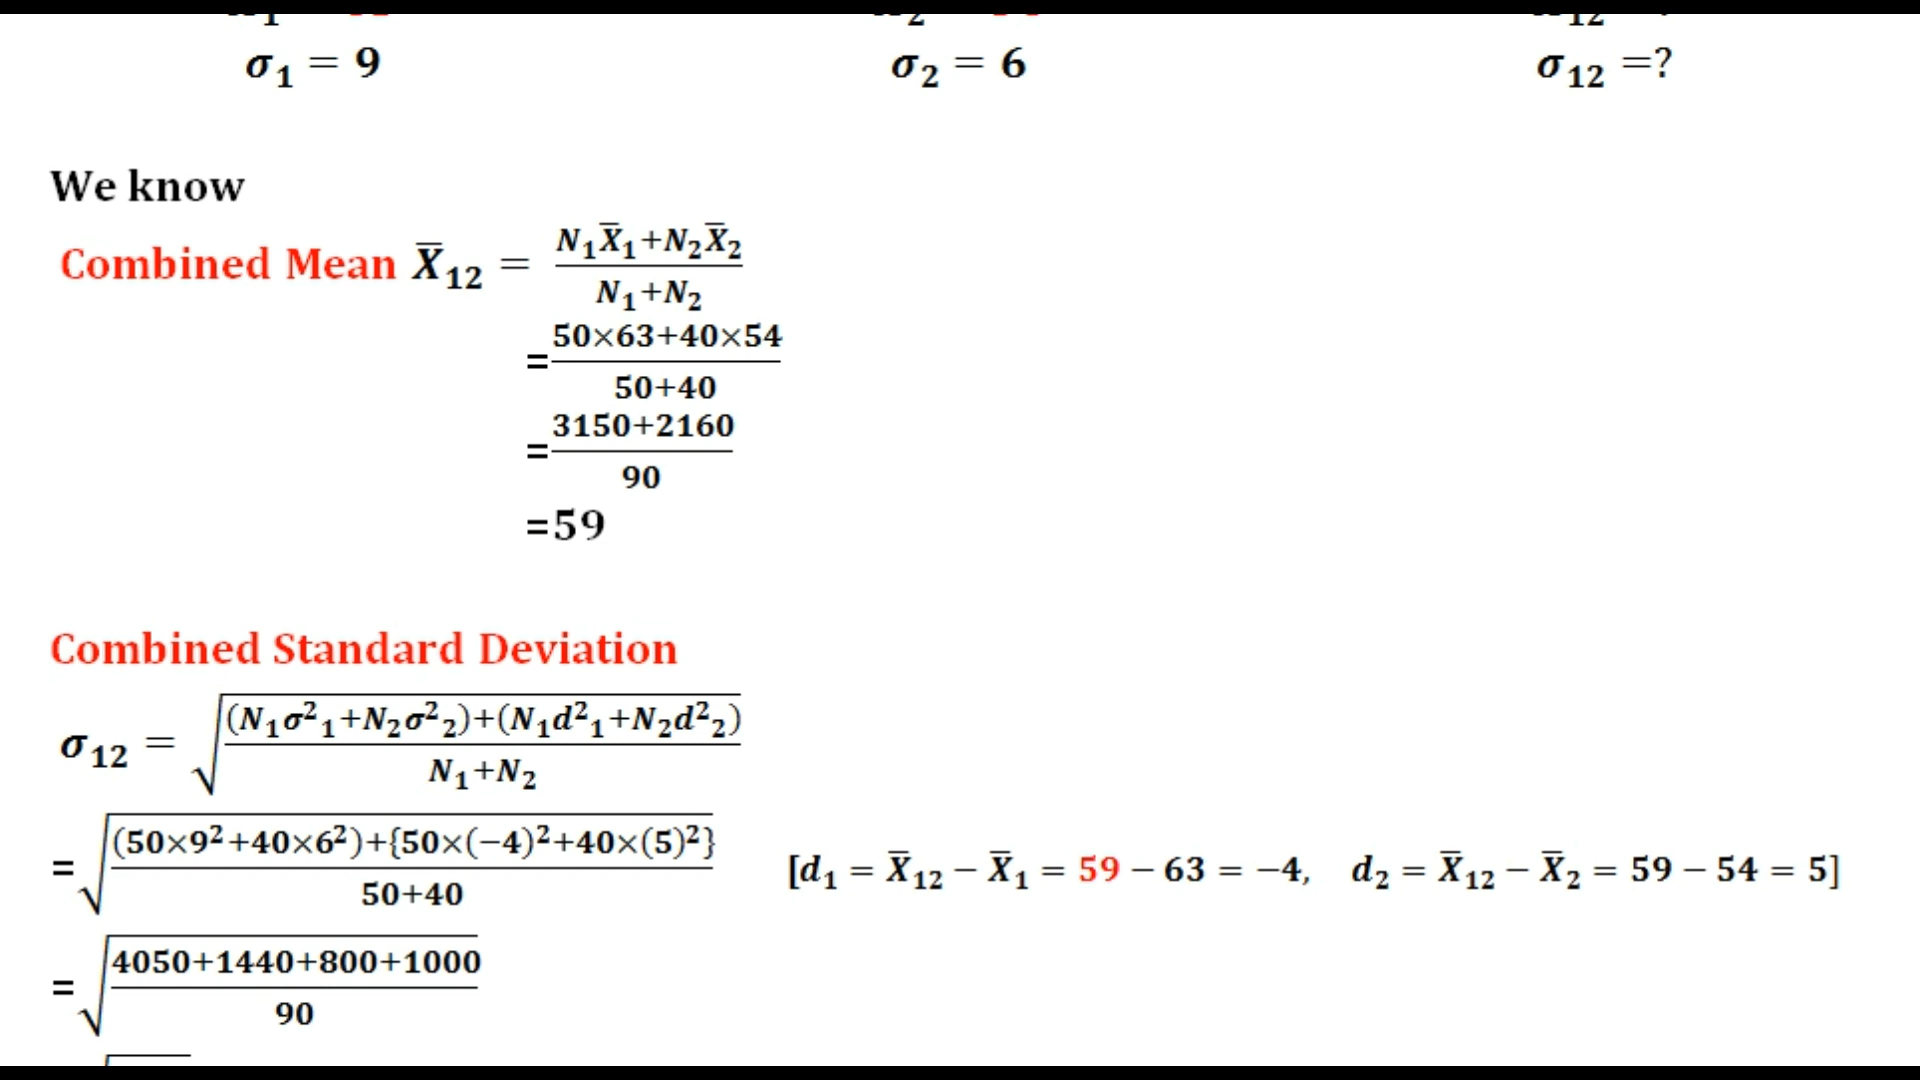 σ₁ = 9 σ₂ = 6 σ₁₂ =?
We know
Combined Mean X̄₁₂ = (N₁X̄₁+N₂X̄₂)/(N₁+N₂)
=(50×63+40×54)/(50+40)
=(3150+2160)/90
=59
Combined Standard Deviation
σ₁₂ = √(((N₁σ²₁+N₂σ²₂)+(N₁d²₁+N₂d²₂))/(N₁+N₂))
=√(((50×9²+40×6²)+{50×(−4)²+40×(5)²})/(50+40)) [d₁ = X̄₁₂ − X̄₁ = 59 − 63 = −4, d₂ = X̄₁₂ − X̄₂ = 59 − 54 = 5]
=√((4050+1440+800+1000)/90)